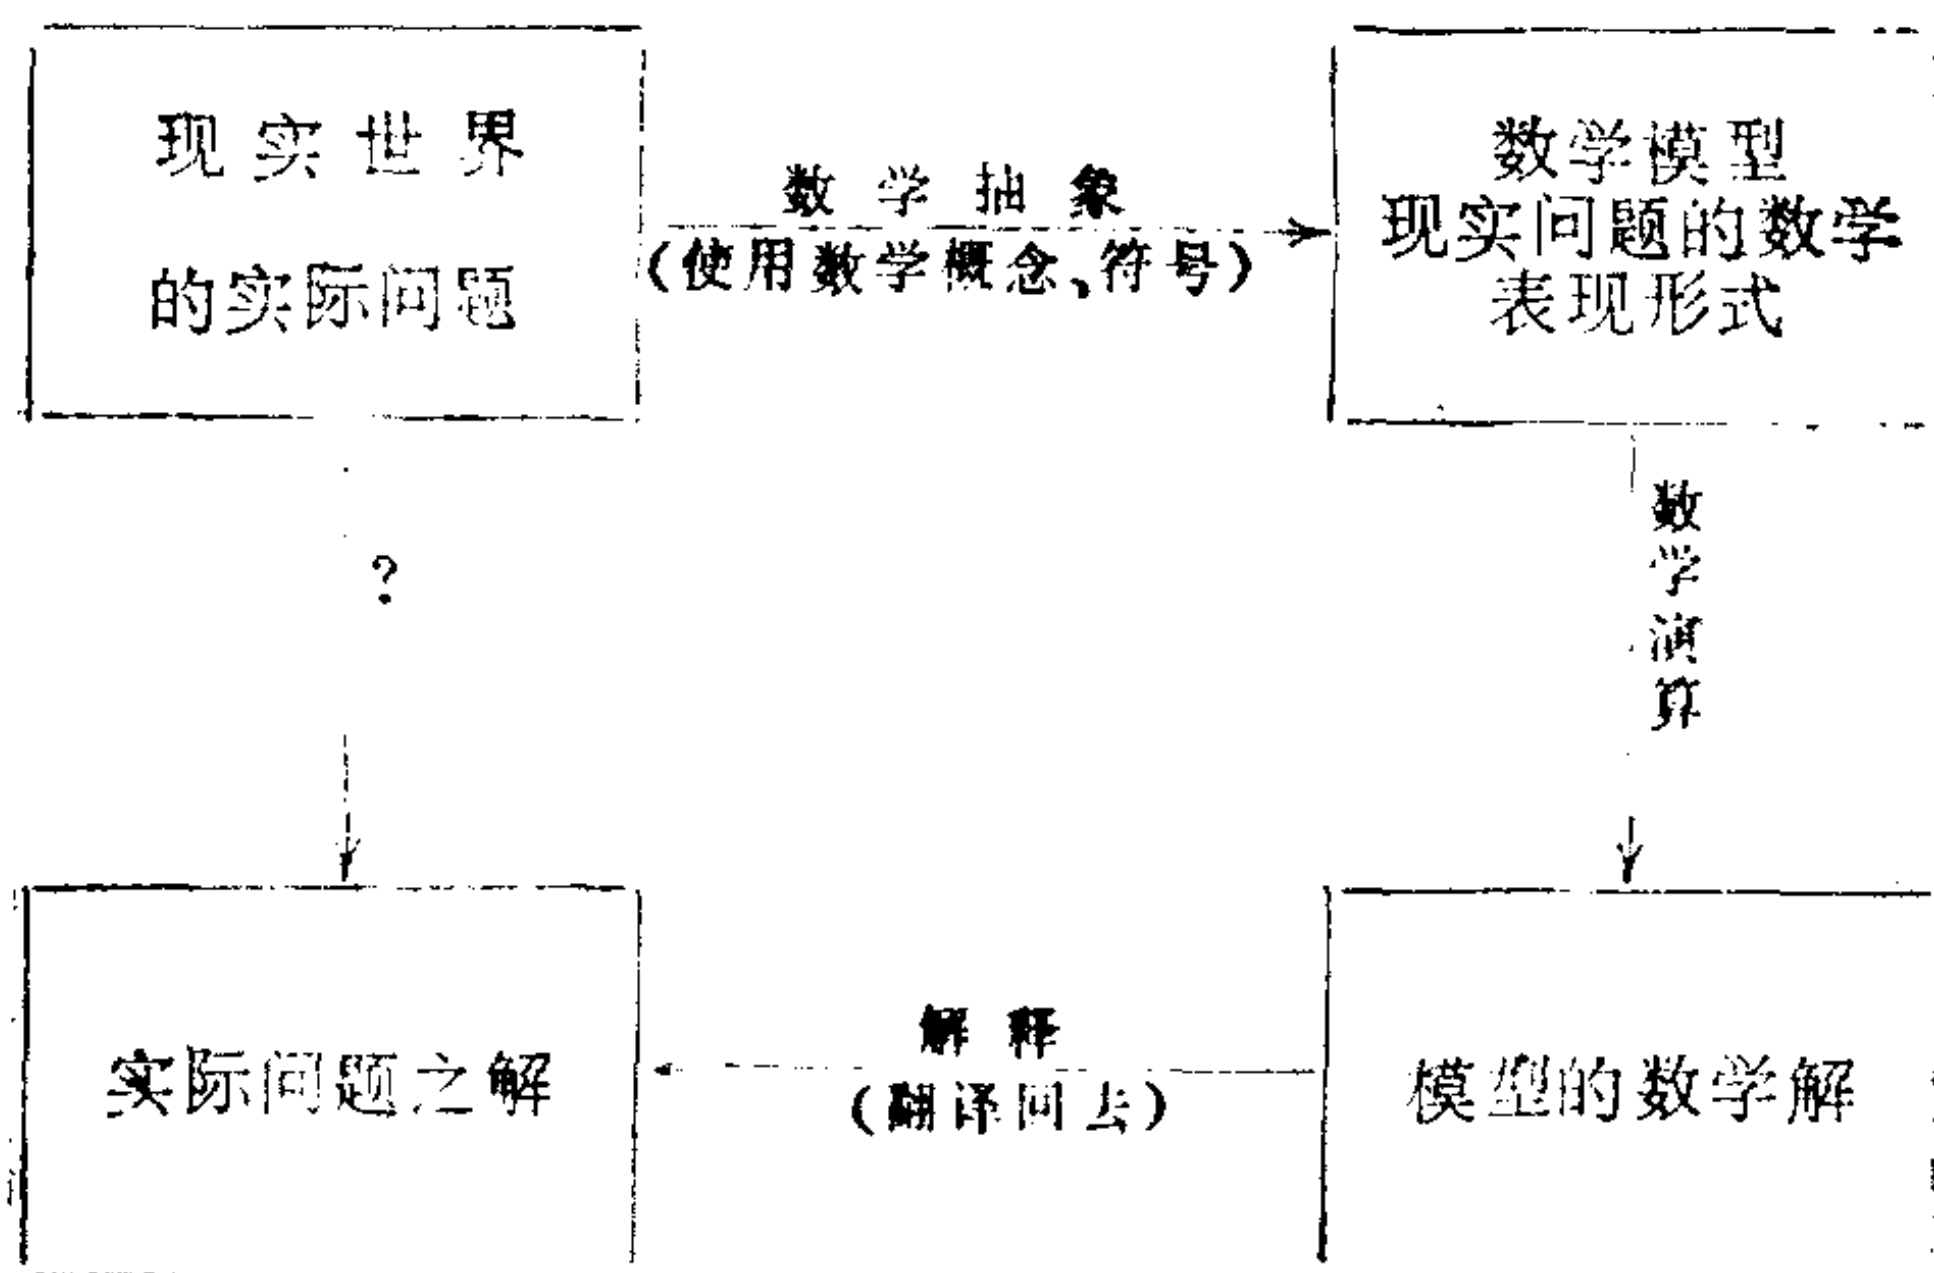 现实世界
的实际问题
数学抽象
(使用数学概念、符号)
数学模型
现实问题的数学
表现形式
?
数学演算
实际问题之解
解释
(翻译回去)
模型的数学解